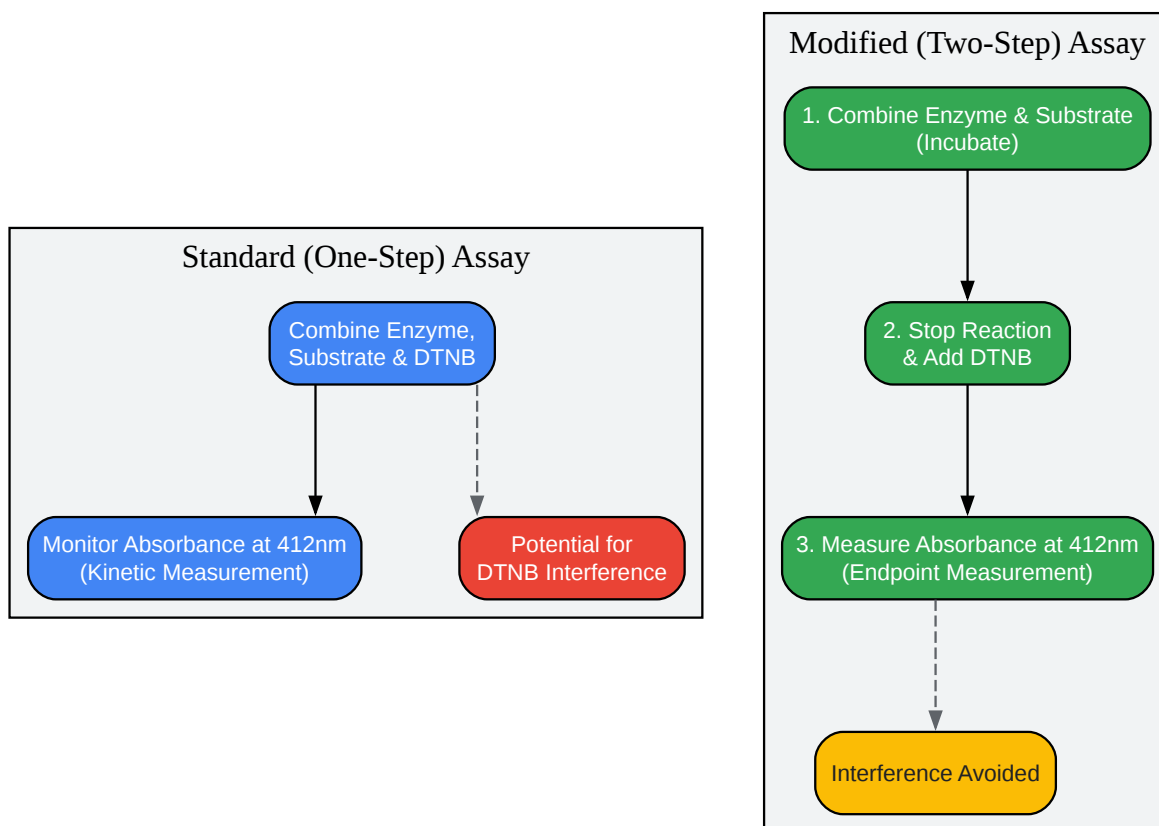 Standard (One-Step) Assay
Combine Enzyme,
Substrate & DTNB
Monitor Absorbance at 412nm
(Kinetic Measurement)
Potential for
DTNB Interference
Modified (Two-Step) Assay
1. Combine Enzyme & Substrate
(Incubate)
2. Stop Reaction
& Add DTNB
3. Measure Absorbance at 412nm
(Endpoint Measurement)
Interference Avoided